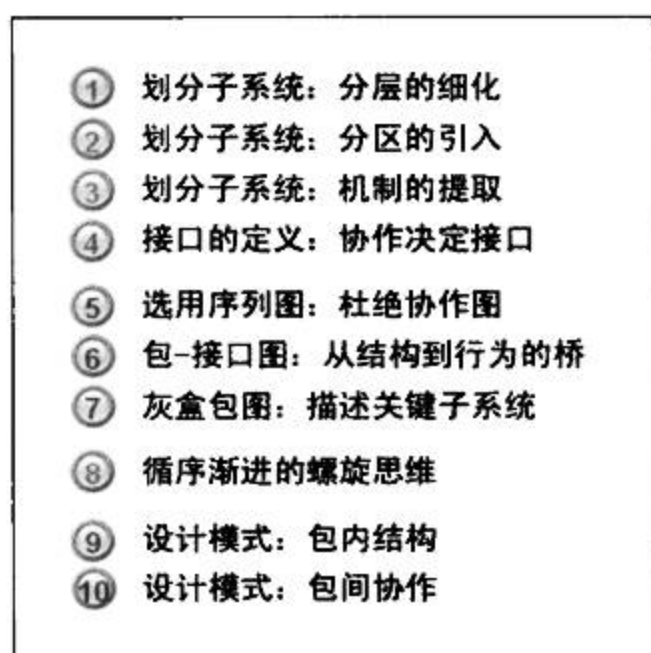 ① 划分子系统：分层的细化
② 划分子系统：分区的引入
③ 划分子系统：机制的提取
④ 接口的定义：协作决定接口
⑤ 选用序列图：杜绝协作图
⑥ 包-接口图：从结构到行为的桥
⑦ 灰盒包图：描述关键子系统
⑧ 循序渐进的螺旋思维
⑨ 设计模式：包内结构
⑩ 设计模式：包间协作